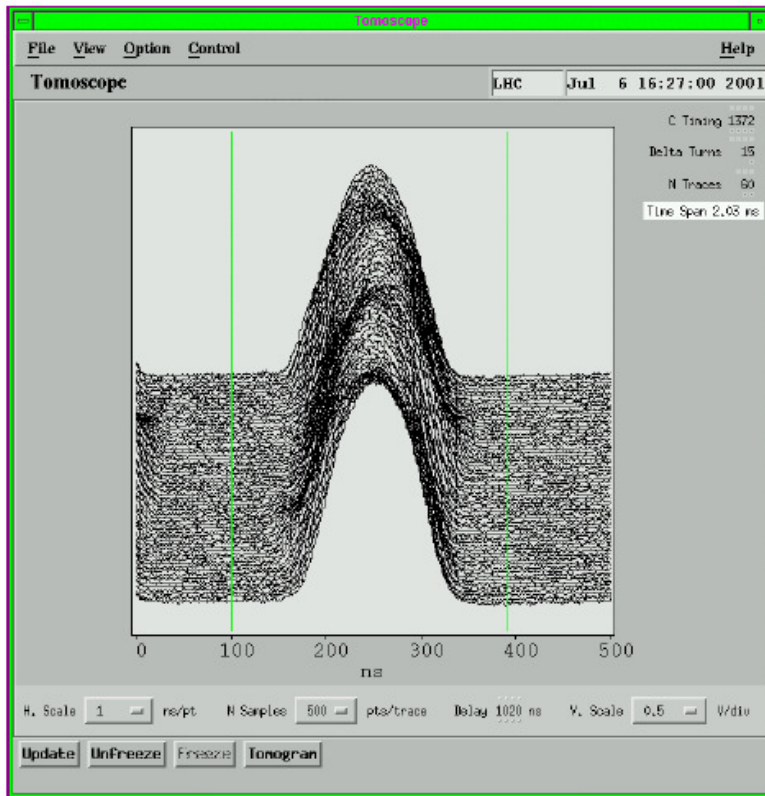 Tomoscope
File View Option Control Help
Tomoscope LHC Jul 6 16:27:00 2001
C Timing 1372
Delta Turns 15
N Traces 60
Time Span 2.03 ms
0 100 200 300 400 500
ns
H. Scale 1 ns/pt N Samples 500 pts/trace Delay 1020 ns V. Scale 0.5 V/div
Update Unfreeze Freeze Tomogram